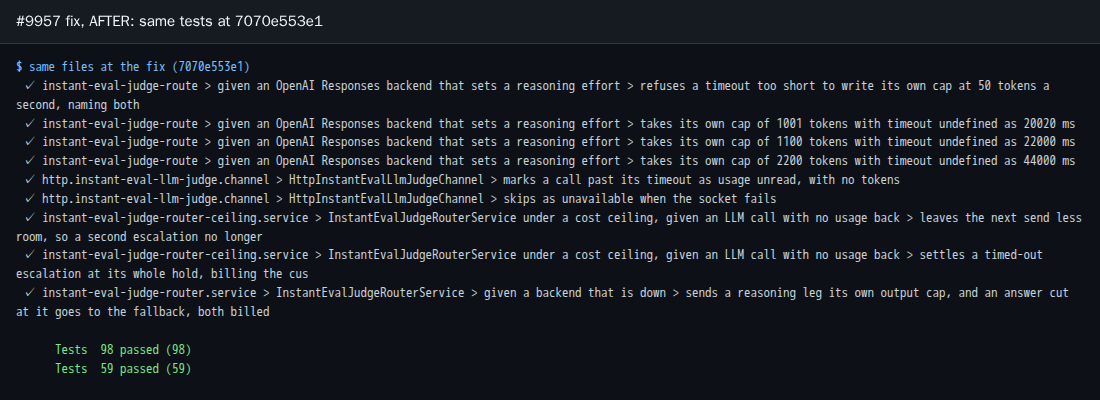 #9957 fix, AFTER: same tests at 7070e553e1
$ same files at the fix (7070e553e1)
✓ instant-eval-judge-route > given an OpenAI Responses backend that sets a reasoning effort > refuses a timeout too short to write its own cap at 50 tokens a
second, naming both
✓ instant-eval-judge-route > given an OpenAI Responses backend that sets a reasoning effort > takes its own cap of 1001 tokens with timeout undefined as 20020 ms
✓ instant-eval-judge-route > given an OpenAI Responses backend that sets a reasoning effort > takes its own cap of 1100 tokens with timeout undefined as 22000 ms
✓ instant-eval-judge-route > given an OpenAI Responses backend that sets a reasoning effort > takes its own cap of 2200 tokens with timeout undefined as 44000 ms
✓ http.instant-eval-llm-judge.channel > HttpInstantEvalLlmJudgeChannel > marks a call past its timeout as usage unread, with no tokens
✓ http.instant-eval-llm-judge.channel > HttpInstantEvalLlmJudgeChannel > skips as unavailable when the socket fails
✓ instant-eval-judge-router-ceiling.service > InstantEvalJudgeRouterService under a cost ceiling, given an LLM call with no usage back > leaves the next send less
room, so a second escalation no longer
✓ instant-eval-judge-router-ceiling.service > InstantEvalJudgeRouterService under a cost ceiling, given an LLM call with no usage back > settles a timed-out
escalation at its whole hold, billing the cus
✓ instant-eval-judge-router.service > InstantEvalJudgeRouterService > given a backend that is down > sends a reasoning leg its own output cap, and an answer cut
at it goes to the fallback, both billed
Tests  98 passed (98)
Tests  59 passed (59)